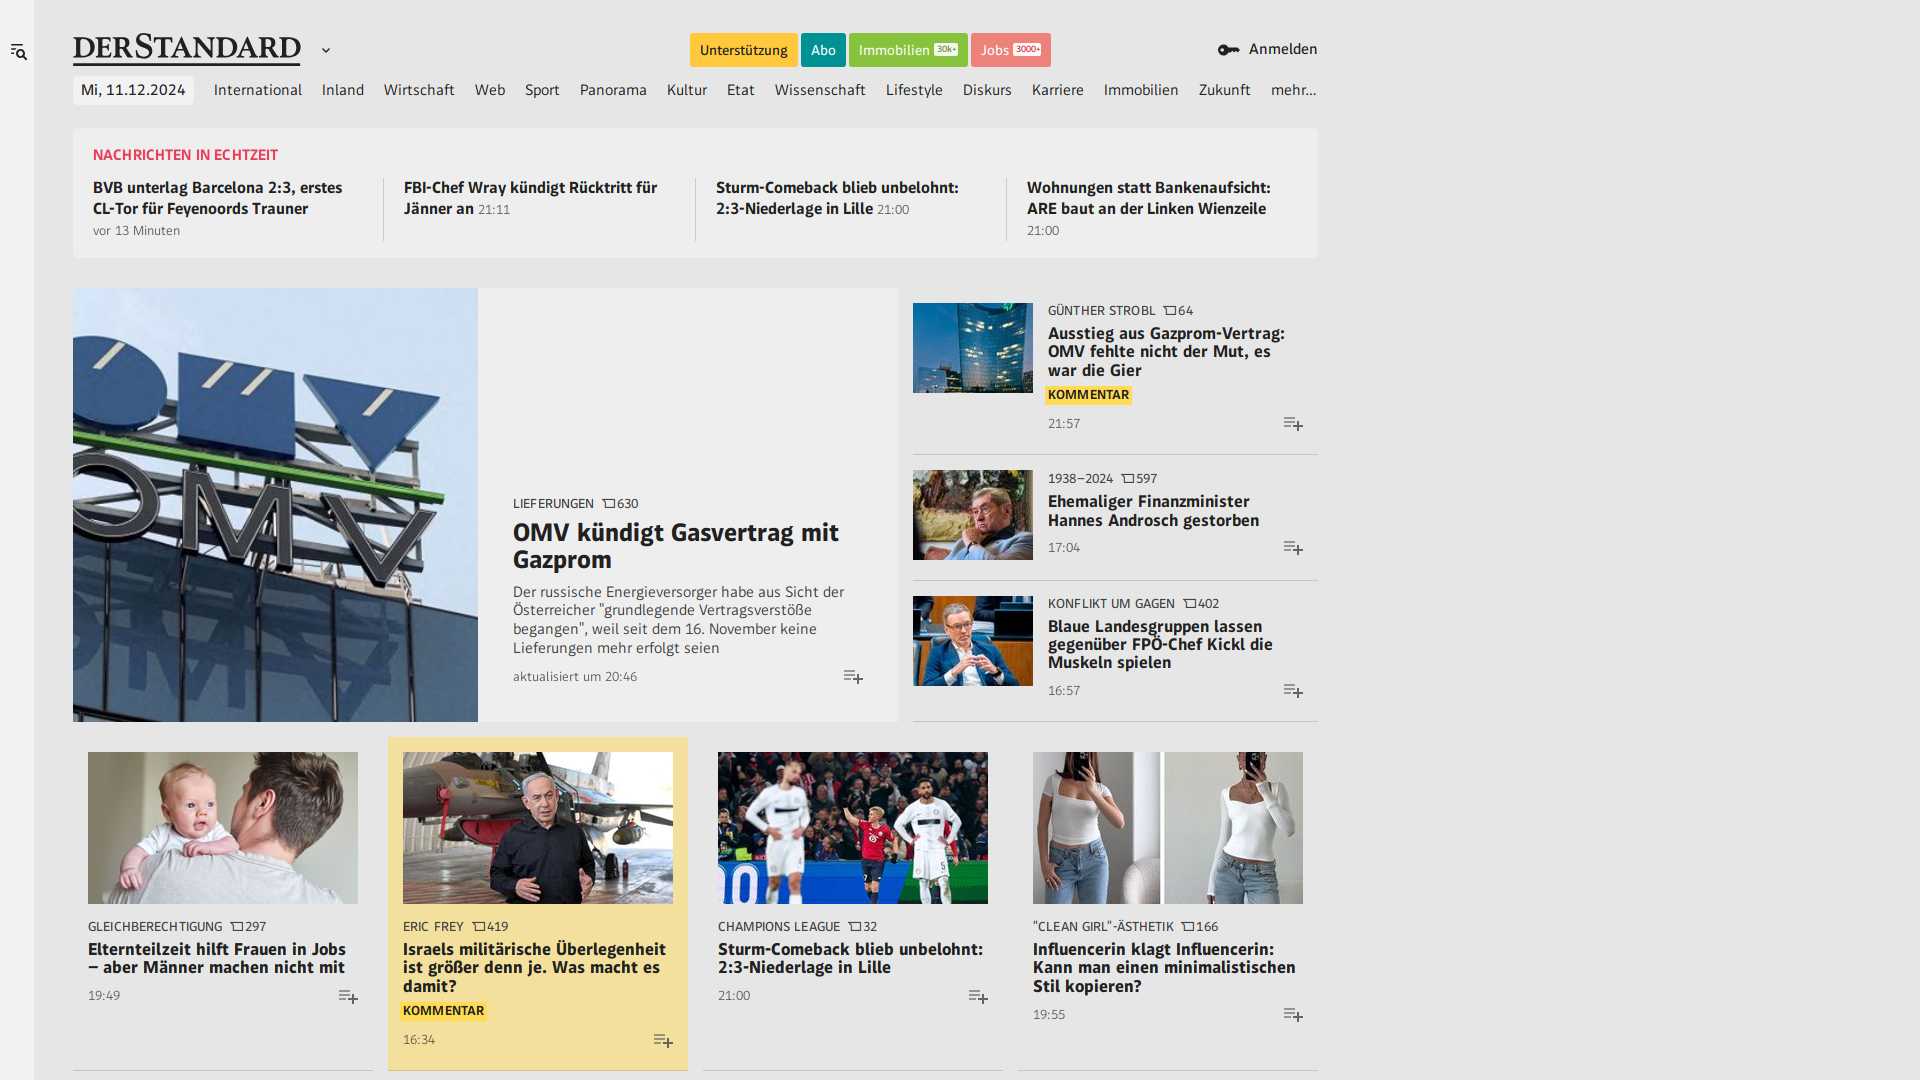 DERSTANDARD
Unterstützung
Abo
Immobilien 30k+
Jobs 3000+
Anmelden
Mi, 11.12.2024
International
Inland
Wirtschaft
Web
Sport
Panorama
Kultur
Etat
Wissenschaft
Lifestyle
Diskurs
Karriere
Immobilien
Zukunft
mehr...
NACHRICHTEN IN ECHTZEIT
BVB unterlag Barcelona 2:3, erstes
CL-Tor für Feyenoords Trauner
vor 13 Minuten
FBI-Chef Wray kündigt Rücktritt für
Jänner an 21:11
Sturm-Comeback blieb unbelohnt:
2:3-Niederlage in Lille 21:00
Wohnungen statt Bankenaufsicht:
ARE baut an der Linken Wienzeile
21:00
OMV
OMV
LIEFERUNGEN 630
OMV kündigt Gasvertrag mit
Gazprom
Der russische Energieversorger habe aus Sicht der
Österreicher "grundlegende Vertragsverstöße
begangen", weil seit dem 16. November keine
Lieferungen mehr erfolgt seien
aktualisiert um 20:46
GÜNTHER STROBL 64
Ausstieg aus Gazprom-Vertrag:
OMV fehlte nicht der Mut, es
war die Gier
KOMMENTAR
21:57
1938–2024 597
Ehemaliger Finanzminister
Hannes Androsch gestorben
17:04
KONFLIKT UM GAGEN 402
Blaue Landesgruppen lassen
gegenüber FPÖ-Chef Kickl die
Muskeln spielen
16:57
GLEICHBERECHTIGUNG 297
Elternteilzeit hilft Frauen in Jobs
– aber Männer machen nicht mit
19:49
ERIC FREY 419
Israels militärische Überlegenheit
ist größer denn je. Was macht es
damit?
KOMMENTAR
16:34
CHAMPIONS LEAGUE 32
Sturm-Comeback blieb unbelohnt:
2:3-Niederlage in Lille
21:00
"CLEAN GIRL"-ÄSTHETIK 166
Influencerin klagt Influencerin:
Kann man einen minimalistischen
Stil kopieren?
19:55